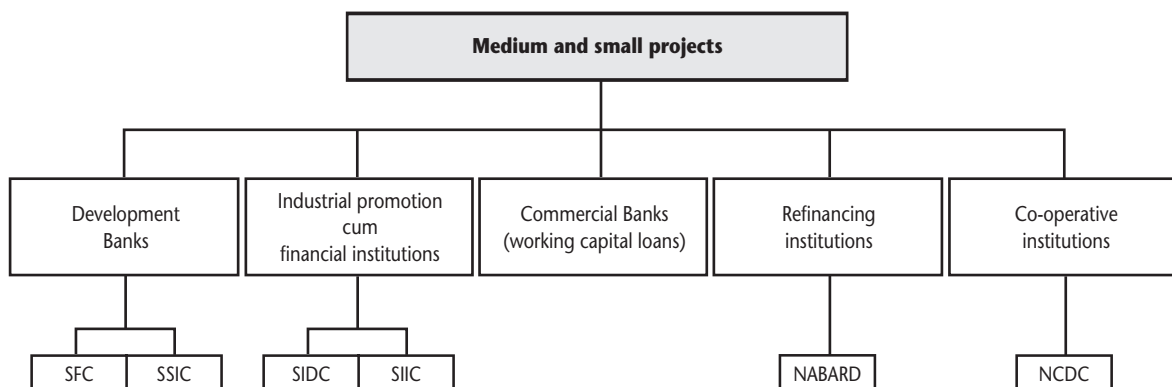 Medium and small projects
Development
Banks
Industrial promotion
cum
financial institutions
Commercial Banks
(working capital loans)
Refinancing
institutions
Co-operative
institutions
SFC
SSIC
SIDC
SIIC
NABARD
NCDC